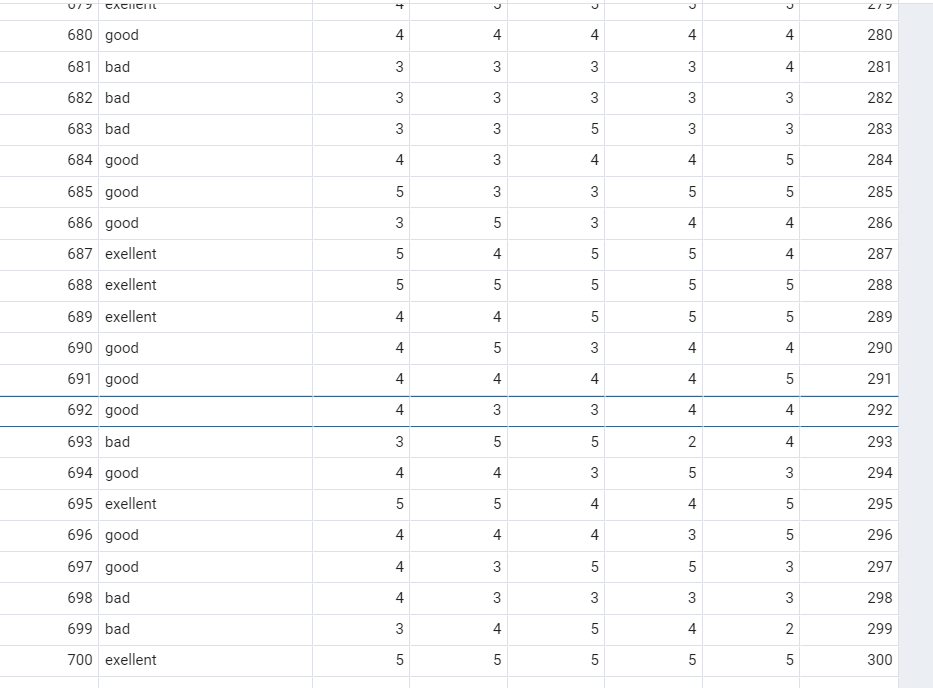 679 exellent 4 5 5 5 5 279
680 good 4 4 4 4 4 280
681 bad 3 3 3 3 4 281
682 bad 3 3 3 3 3 282
683 bad 3 3 5 3 3 283
684 good 4 3 4 4 5 284
685 good 5 3 3 5 5 285
686 good 3 5 3 4 4 286
687 exellent 5 4 5 5 4 287
688 exellent 5 5 5 5 5 288
689 exellent 4 4 5 5 5 289
690 good 4 5 3 4 4 290
691 good 4 4 4 4 5 291
692 good 4 3 3 4 4 292
693 bad 3 5 5 2 4 293
694 good 4 4 3 5 3 294
695 exellent 5 5 4 4 5 295
696 good 4 4 4 3 5 296
697 good 4 3 5 5 3 297
698 bad 4 3 3 3 3 298
699 bad 3 4 5 4 2 299
700 exellent 5 5 5 5 5 300